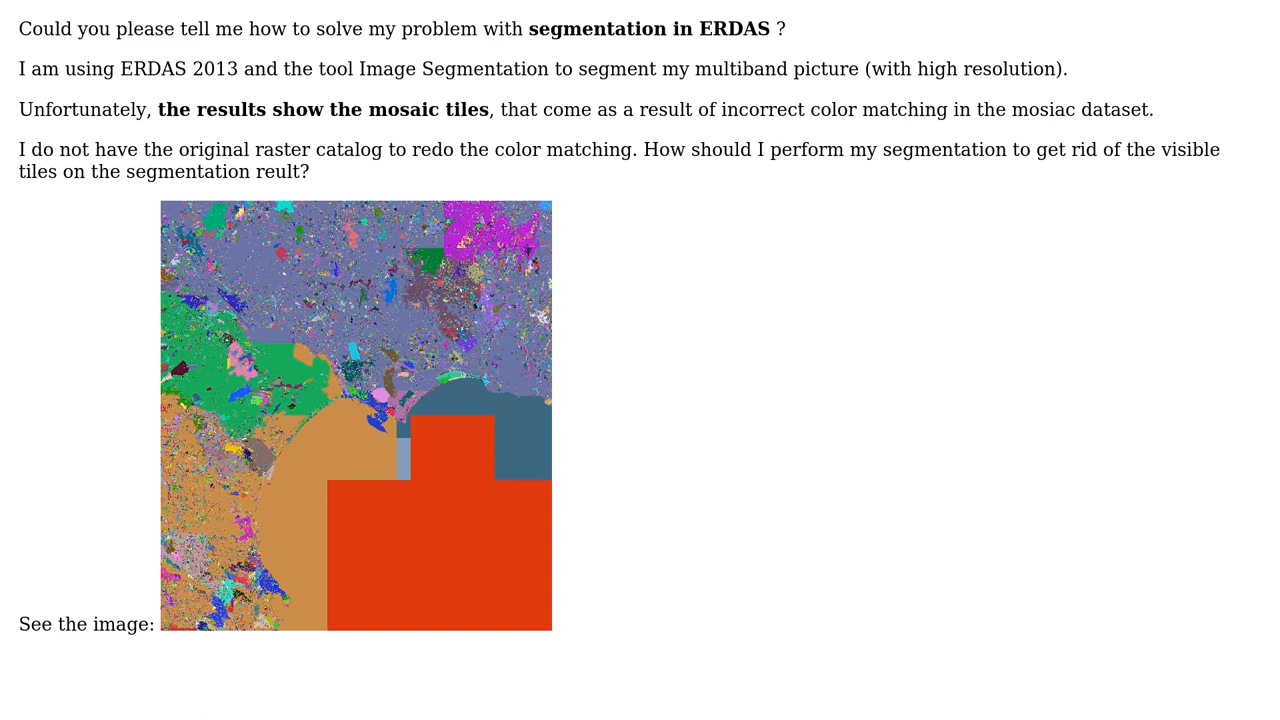 Could you please tell me how to solve my problem with segmentation in ERDAS ?
I am using ERDAS 2013 and the tool Image Segmentation to segment my multiband picture (with high resolution).
Unfortunately, the results show the mosaic tiles, that come as a result of incorrect color matching in the mosiac dataset.
I do not have the original raster catalog to redo the color matching. How should I perform my segmentation to get rid of the visible
tiles on the segmentation reult?
See the image: